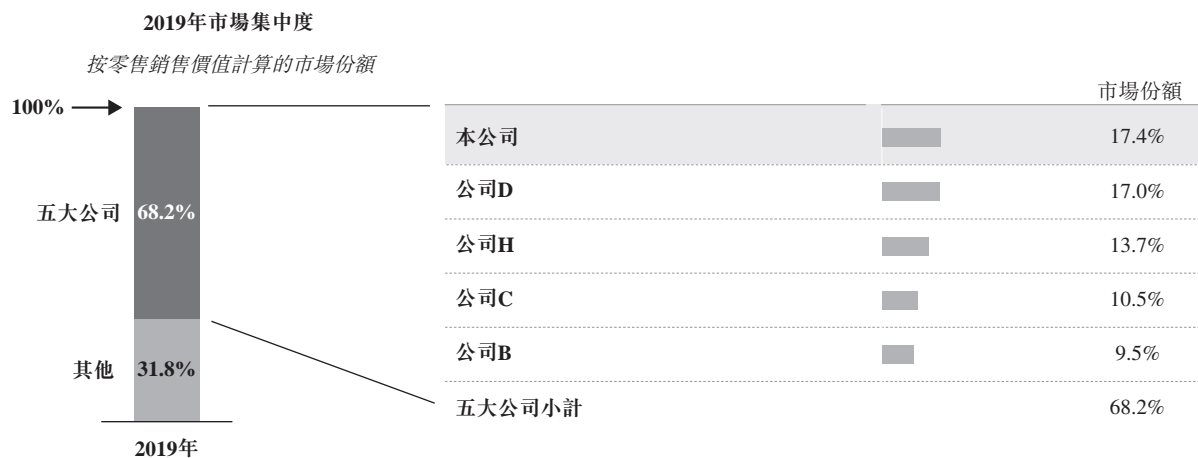 2019年市場集中度
按零售銷售價值計算的市場份額
100%
五大公司 68.2%
其他 31.8%
2019年
市場份額
本公司 17.4%
公司D 17.0%
公司H 13.7%
公司C 10.5%
公司B 9.5%
五大公司小計 68.2%